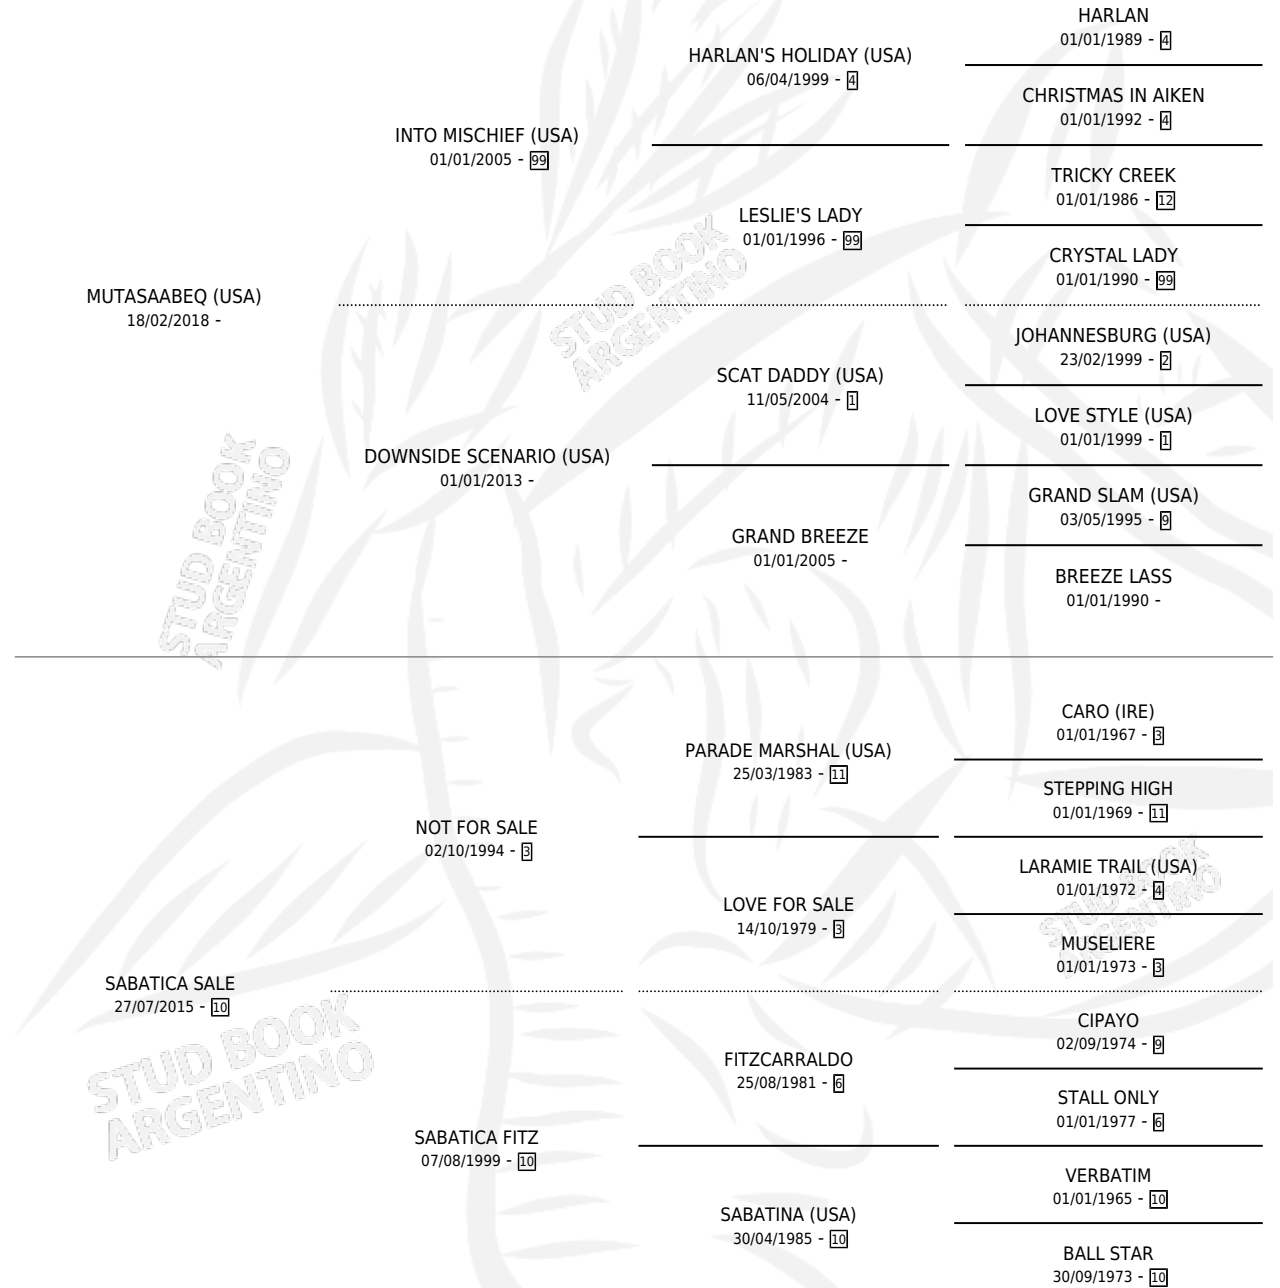 HARLAN
01/01/1989 - 4
HARLAN'S HOLIDAY (USA)
06/04/1999 - 4
CHRISTMAS IN AIKEN
01/01/1992 - 4
INTO MISCHIEF (USA)
01/01/2005 - 99
TRICKY CREEK
01/01/1986 - 12
LESLIE'S LADY
01/01/1996 - 99
CRYSTAL LADY
01/01/1990 - 99
MUTASAABEQ (USA)
18/02/2018 -
JOHANNESBURG (USA)
23/02/1999 - 2
SCAT DADDY (USA)
11/05/2004 - 1
LOVE STYLE (USA)
01/01/1999 - 1
DOWNSIDE SCENARIO (USA)
01/01/2013 -
GRAND SLAM (USA)
03/05/1995 - 9
GRAND BREEZE
01/01/2005 -
BREEZE LASS
01/01/1990 -
CARO (IRE)
01/01/1967 - 3
PARADE MARSHAL (USA)
25/03/1983 - 11
STEPPING HIGH
01/01/1969 - 11
NOT FOR SALE
02/10/1994 - 3
LARAMIE TRAIL (USA)
01/01/1972 - 4
LOVE FOR SALE
14/10/1979 - 3
MUSELIERE
01/01/1973 - 3
SABATICA SALE
27/07/2015 - 10
CIPAYO
02/09/1974 - 9
FITZCARRALDO
25/08/1981 - 6
STALL ONLY
01/01/1977 - 6
SABATICA FITZ
07/08/1999 - 10
VERBATIM
01/01/1965 - 10
SABATINA (USA)
30/04/1985 - 10
BALL STAR
30/09/1973 - 10
STUD BOOK
ARGENTINO
STUD BOOK
ARGENTINO
STUD BOOK
ARGENTINO
STUD BOOK
ARGENTINO